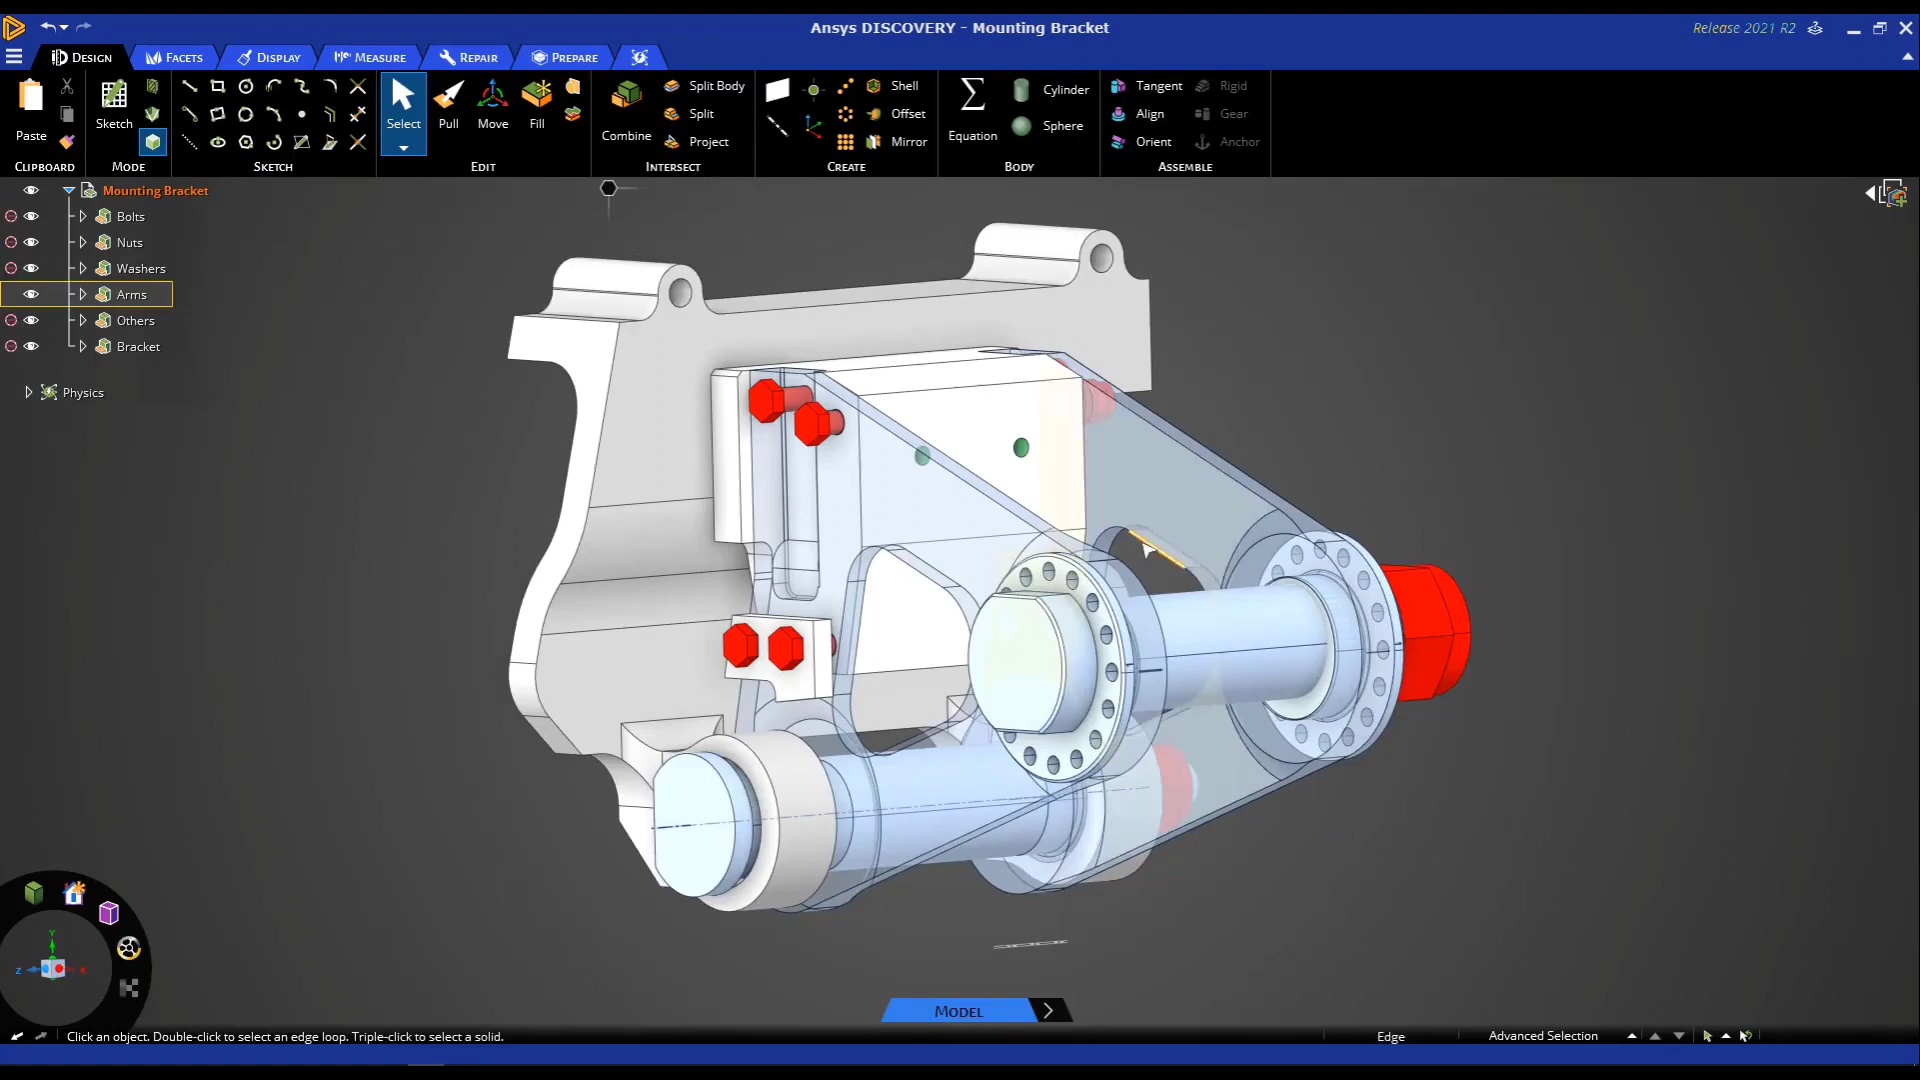 Ansys DISCOVERY - Mounting Bracket
Release 2021 R2
DESIGN
FACETS
DISPLAY
MEASURE
REPAIR
PREPARE
Paste
CLIPBOARD
Sketch
MODE
SKETCH
Select
Pull
Move
Fill
EDIT
Combine
Split Body
Split
Project
INTERSECT
Shell
Offset
Mirror
CREATE
Equation
Cylinder
Sphere
BODY
Tangent
Align
Orient
Rigid
Gear
Anchor
ASSEMBLE
Mounting Bracket
Bolts
Nuts
Washers
Arms
Others
Bracket
Physics
Y
Z
X
MODEL
Click an object. Double-click to select an edge loop. Triple-click to select a solid.
Edge
Advanced Selection